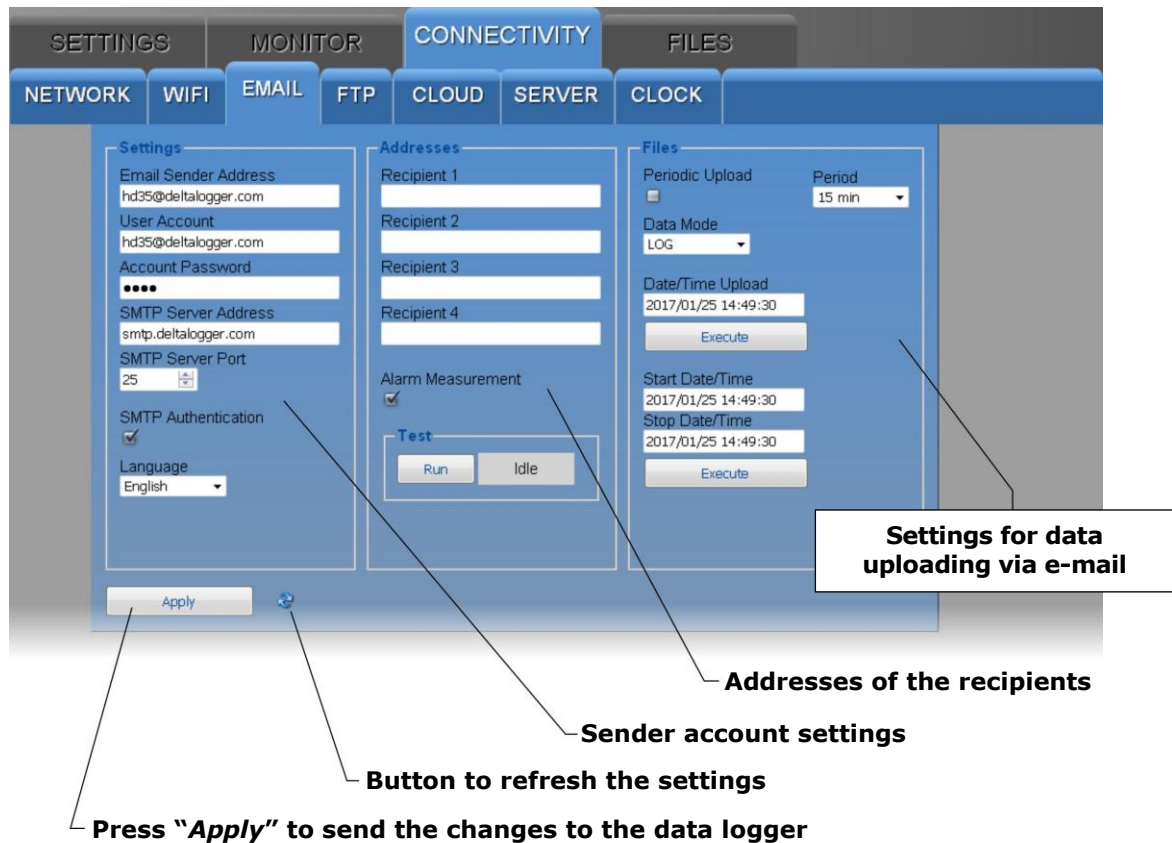 SETTINGS MONITOR CONNECTIVITY FILES
NETWORK WIFI EMAIL FTP CLOUD SERVER CLOCK
Settings
Email Sender Address
hd35@deltalogger.com
User Account
hd35@deltalogger.com
Account Password
••••
SMTP Server Address
smtp.deltalogger.com
SMTP Server Port
25
SMTP Authentication
Language
English
Addresses
Recipient 1
Recipient 2
Recipient 3
Recipient 4
Alarm Measurement
Test
Run Idle
Files
Periodic Upload Period
15 min
Data Mode
LOG
Date/Time Upload
2017/01/25 14:49:30
Execute
Start Date/Time
2017/01/25 14:49:30
Stop Date/Time
2017/01/25 14:49:30
Execute
Settings for data
uploading via e-mail
Apply
Addresses of the recipients
Sender account settings
Button to refresh the settings
Press “Apply” to send the changes to the data logger